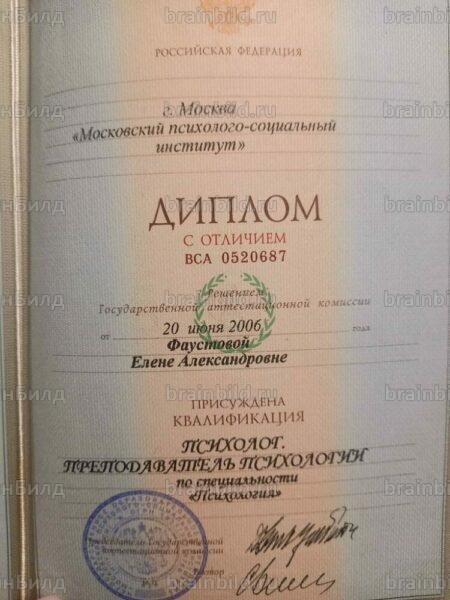 РОССИЙСКАЯ ФЕДЕРАЦИЯ
г. Москва
«Московский психолого-социальный
институт»
ДИПЛОМ
С ОТЛИЧИЕМ
ВСА 0520687
Решением
Государственной аттестационной комиссии
от 20 июня 2006 года
Фаустовой
Елене Александровне
ПРИСУЖДЕНА
КВАЛИФИКАЦИЯ
ПСИХОЛОГ.
ПРЕПОДАВАТЕЛЬ ПСИХОЛОГИИ
по специальности
«Психология»
Председатель Государственной
аттестационной комиссии
Ректор
brainbild.ru